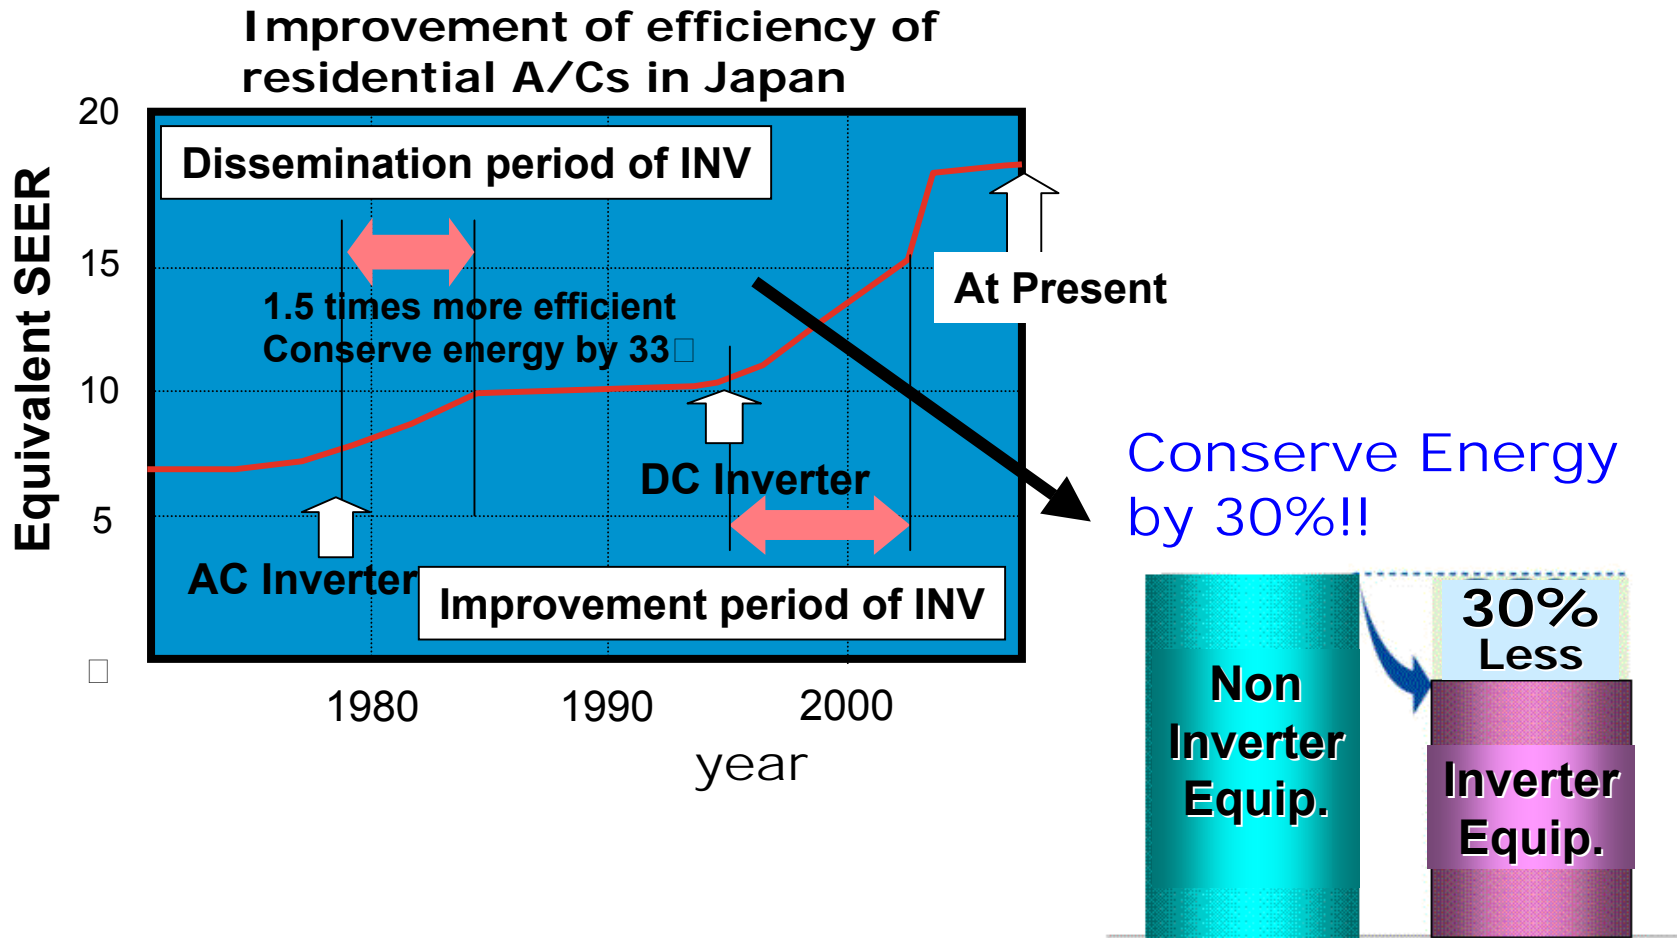 Improvement of efficiency of
residential A/Cs in Japan
Equivalent SEER
20
15
10
5
□
Dissemination period of INV
1.5 times more efficient
Conserve energy by 33□
At Present
DC Inverter
AC Inverter
Improvement period of INV
1980
1990
2000
year
Conserve Energy
by 30%!!
30%
Less
Non
Inverter
Equip.
Inverter
Equip.